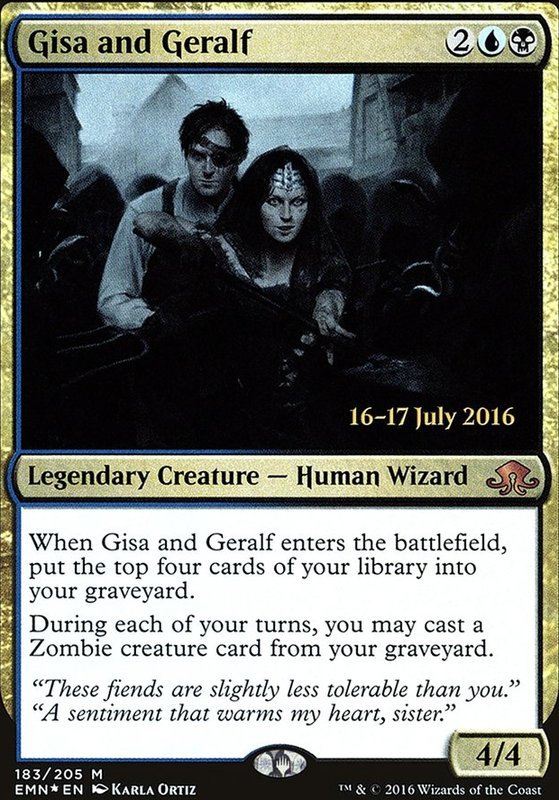 Gisa and Geralf 2
16–17 July 2016
Legendary Creature — Human Wizard
When Gisa and Geralf enters the battlefield,
put the top four cards of your library into
your graveyard.
During each of your turns, you may cast a
Zombie creature card from your graveyard.
“These fiends are slightly less tolerable than you.”
“A sentiment that warms my heart, sister.”
4/4
183/205 M
EMN★EN Karla Ortiz
™ & © 2016 Wizards of the Coast